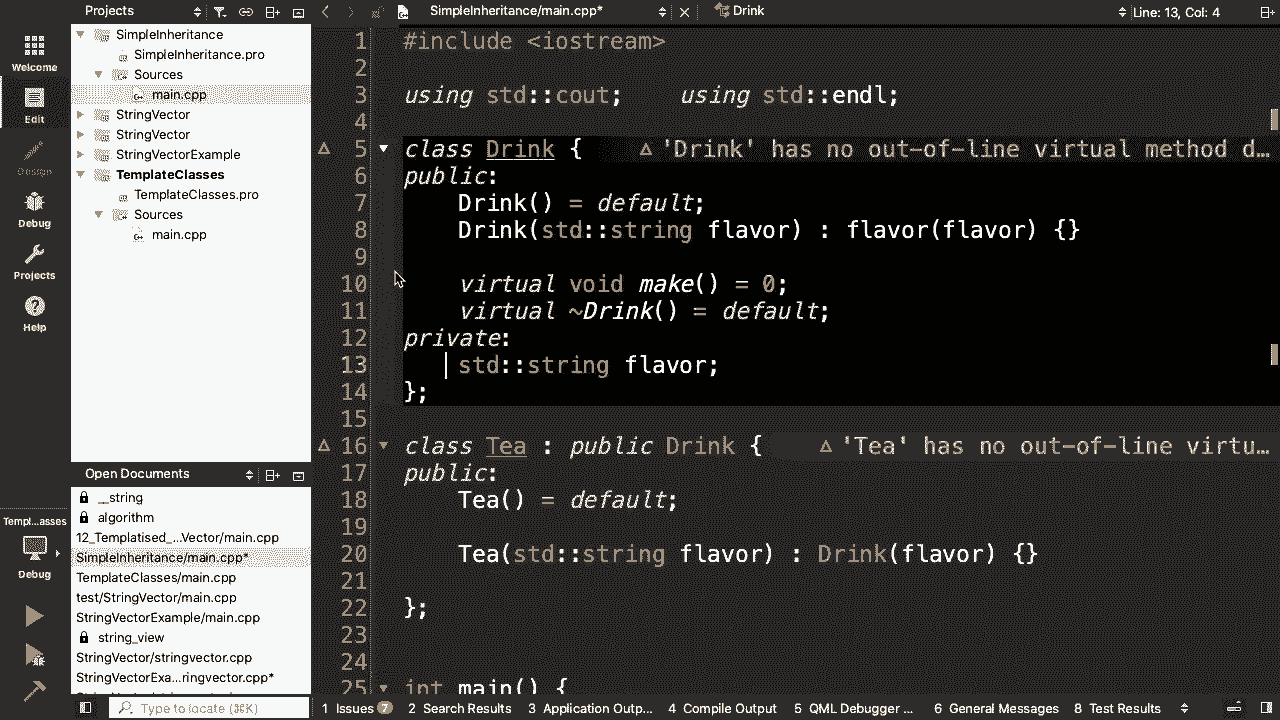 Projects
SimpleInheritance/main.cpp*
Drink
Line: 13, Col: 4
Welcome
Edit
Design
Debug
Projects
Help
Templ...asses
Debug
SimpleInheritance
SimpleInheritance.pro
Sources
main.cpp
StringVector
StringVector
StringVectorExample
TemplateClasses
TemplateClasses.pro
Sources
main.cpp
Open Documents
__string
algorithm
12_Templatised_...Vector/main.cpp
SimpleInheritance/main.cpp*
TemplateClasses/main.cpp
test/StringVector/main.cpp
StringVectorExample/main.cpp
string_view
StringVector/stringvector.cpp
StringVectorExa...ringvector.cpp*
1 #include <iostream>
2
3 using std::cout; using std::endl;
4
5 class Drink { 'Drink' has no out-of-line virtual method d...
6 public:
7 Drink() = default;
8 Drink(std::string flavor) : flavor(flavor) {}
9
10 virtual void make() = 0;
11 virtual ~Drink() = default;
12 private:
13 std::string flavor;
14 };
15
16 class Tea : public Drink { 'Tea' has no out-of-line virtu...
17 public:
18 Tea() = default;
19
20 Tea(std::string flavor) : Drink(flavor) {}
21
22 };
23
24
25 int main() {
Type to locate (⌘K)
1 Issues 7
2 Search Results
3 Application Outp...
4 Compile Output
5 QML Debugger ...
6 General Messages
8 Test Results